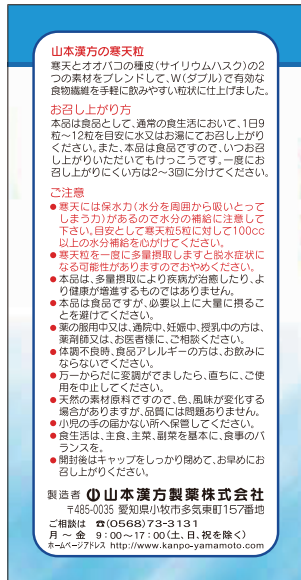 山本漢方の寒天粒
寒天とオオバコの種皮(サイリウムハスク)の2
つの素材をブレンドして、W(ダブル)で有効な
食物繊維を手軽に飲みやすい粒状に仕上げました。
お召し上がり方
本品は食品として、通常の食生活において、1日9
粒〜12粒を目安に水又はお湯にてお召し上がり
ください。また、本品は食品ですので、いつお召
し上がりいただいてもけっこうです。一度にお召
し上がりにくい方は2〜3回に分けてください。
ご注意
●寒天には保水力(水分を周囲から吸いとって
しまう力)があるので水分の補給に注意して
下さい。目安として寒天粒5粒に対して100cc
以上の水分補給を心がけてください。
●寒天粒を一度に多量摂取しますと脱水症状に
なる可能性がありますのでおやめください。
●本品は、多量摂取により疾病が治癒したり、よ
り健康が増進するものではありません。
●本品は食品ですが、必要以上に大量に摂るこ
とを避けてください。
●薬の服用中又は、通院中、妊娠中、授乳中の方は、
薬剤師又は、お医者様に、ご相談ください。
●体調不良時、食品アレルギーの方は、お飲みに
ならないでください。
●万一からだに変調がでましたら、直ちに、ご使
用を中止してください。
●天然の素材原料ですので、色、風味が変化する
場合がありますが、品質には問題ありません。
●小児の手の届かない所へ保管してください。
●食生活は、主食、主菜、副菜を基本に、食事のバ
ランスを。
●開封後はキャップをしっかり閉めて、お早めにお
召し上がりください。
製造者 山本漢方製薬株式会社
〒485-0035 愛知県小牧市多気東町157番地
ご相談は ☎(0568)73-3131
月〜金 9:00〜17:00(土、日、祝を除く)
ホームページアドレス http://www.kanpo-yamamoto.com